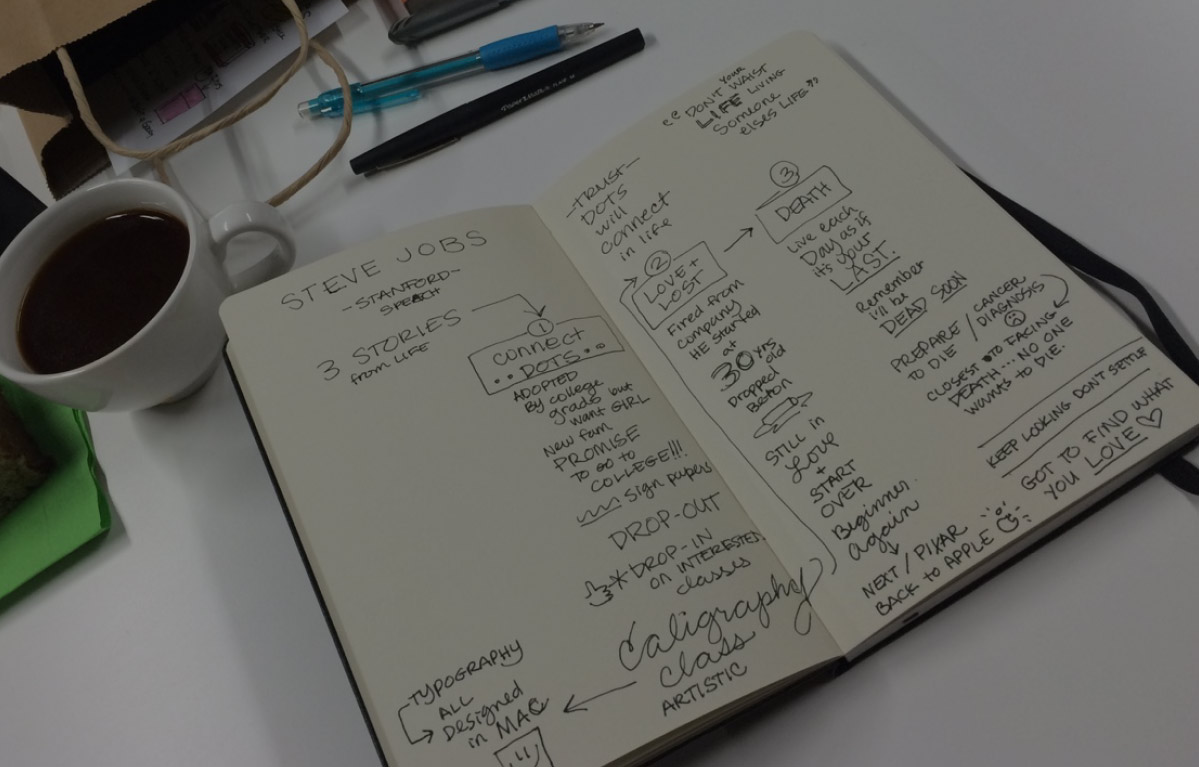 STEVE JOBS
-STANFORD-
SPEACH
3 STORIES
from LIFE
1
connect
DOTS
ADOPTED
By college
grads but
want GIRL
New fam
PROMISE
to go to
COLLEGE!!!
sign papers
DROP-OUT
* DROP-IN
on INTERESTED
classes
Caligraphy
class
ARTISTIC
TYPOGRAPHY
ALL
Designed
in MAC
-TRUST-
DOTS
will
connect
in life
2
LOVE +
LOST
Fired from
company
HE STARTED
at
30 yrs
old
Dropped
Baton
STILL in
LOVE
+
START
OVER
Beginner
again
NEXT / PIXAR
BACK to APPLE
“DON'T WAIST
your
LIFE LIVING
Someone
elses LIFE”
3
DEATH
Live each
Day as if
it's your
LAST.
Remember
i'll be
DEAD SOON
PREPARE / CANCER
TO DIE DIAGNOSIS
CLOSEST TO FACING
DEATH... NO ONE
WANTS TO DIE.
KEEP LOOKING DON'T SETTLE
GOT TO FIND WHAT
YOU LOVE